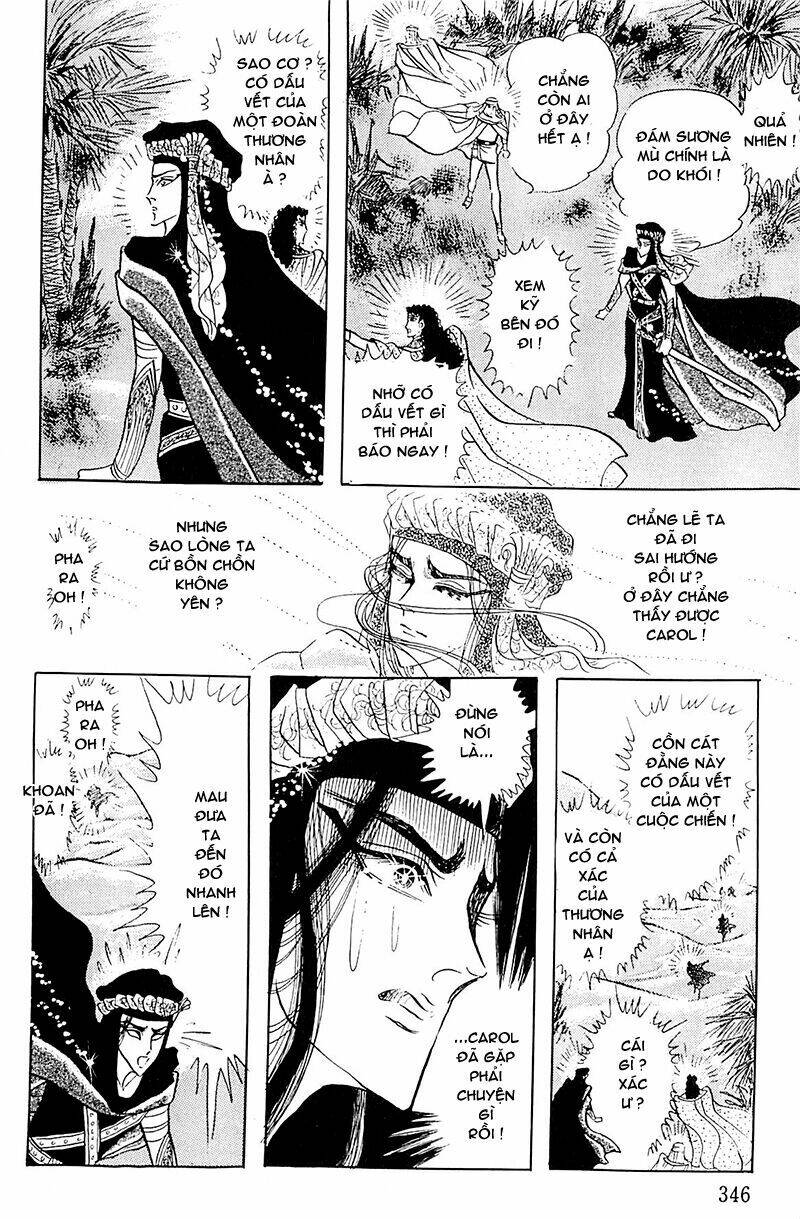 QUẢ
NHIÊN !
ĐÁM SƯƠNG
MÙ CHÍNH LÀ
DO KHÓI !
CHẲNG
CÒN AI
Ở ĐÂY
HẾT Ạ !
XEM
KỸ
BÊN ĐÓ
ĐI !
NHỠ CÓ
DẤU VẾT GÌ
THÌ PHẢI
BÁO NGAY !
SAO CƠ ?
CÓ DẤU
VẾT CỦA
MỘT ĐOÀN
THƯƠNG
NHÂN
À ?
CHẲNG LẼ TA
ĐÃ ĐI
SAI HƯỚNG
RỒI Ư ?
Ở ĐÂY CHẲNG
THẤY ĐƯỢC
CAROL !
NHƯNG
SAO LÒNG TA
CỨ BỒN CHỒN
KHÔNG
YÊN ?
PHA
RA
OH !
CỒN CÁT
ĐẰNG NÀY
CÓ DẤU VẾT
CỦA MỘT
CUỘC CHIẾN !
VÀ CÒN
CÓ CẢ
XÁC
CỦA
THƯƠNG
NHÂN
Ạ !
CÁI
GÌ ?
XÁC
Ư ?
ĐỪNG
NÓI
LÀ...
...CAROL
ĐÃ GẶP
PHẢI
CHUYỆN
GÌ
RỒI !
MAU
ĐƯA
TA
ĐẾN
ĐÓ
NHANH
LÊN !
PHA
RA
OH !
KHOAN
ĐÃ !
346